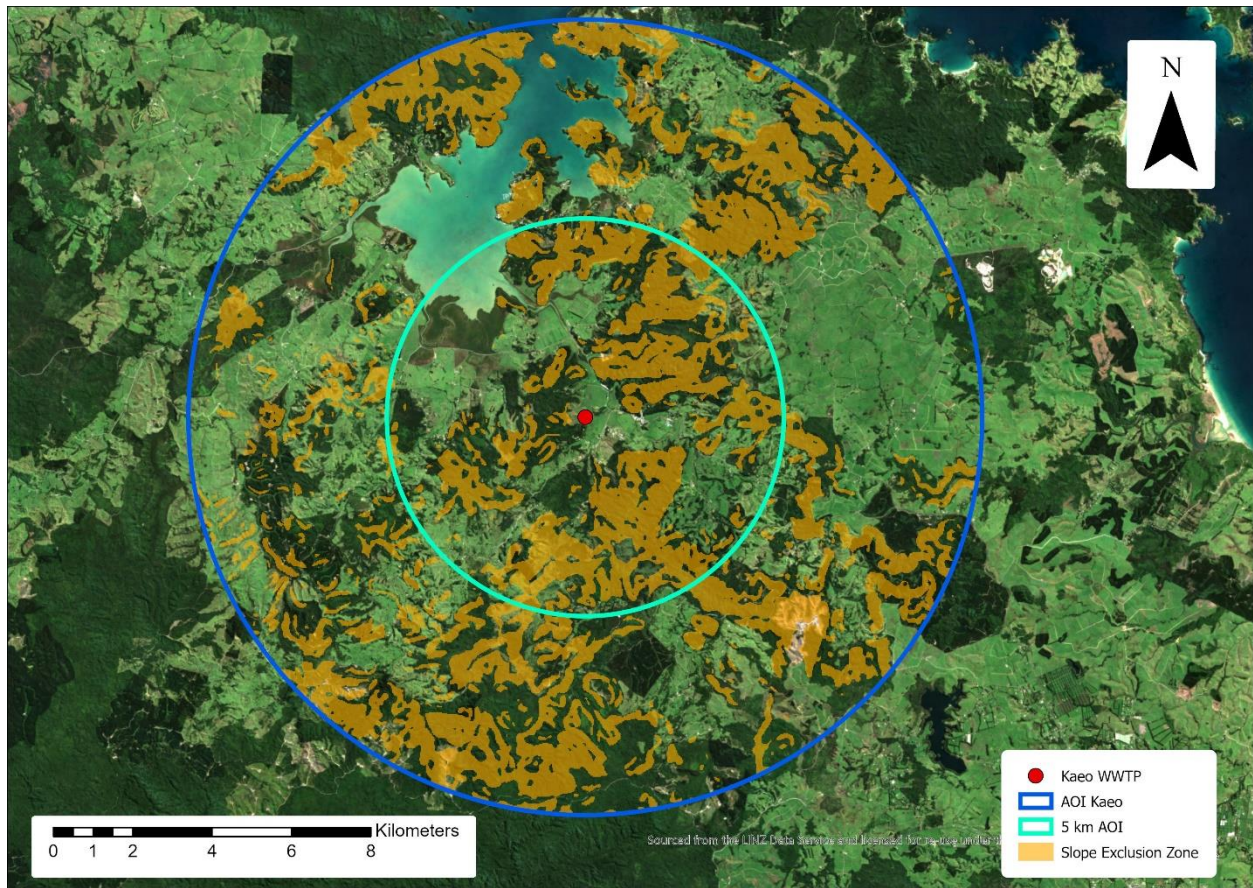 N
Kaeo WWTP
AOI Kaeo
5 km AOI
Slope Exclusion Zone
Kilometers
0 1 2 4 6 8
Sourced from the LINZ Data Service and licensed for re-use under